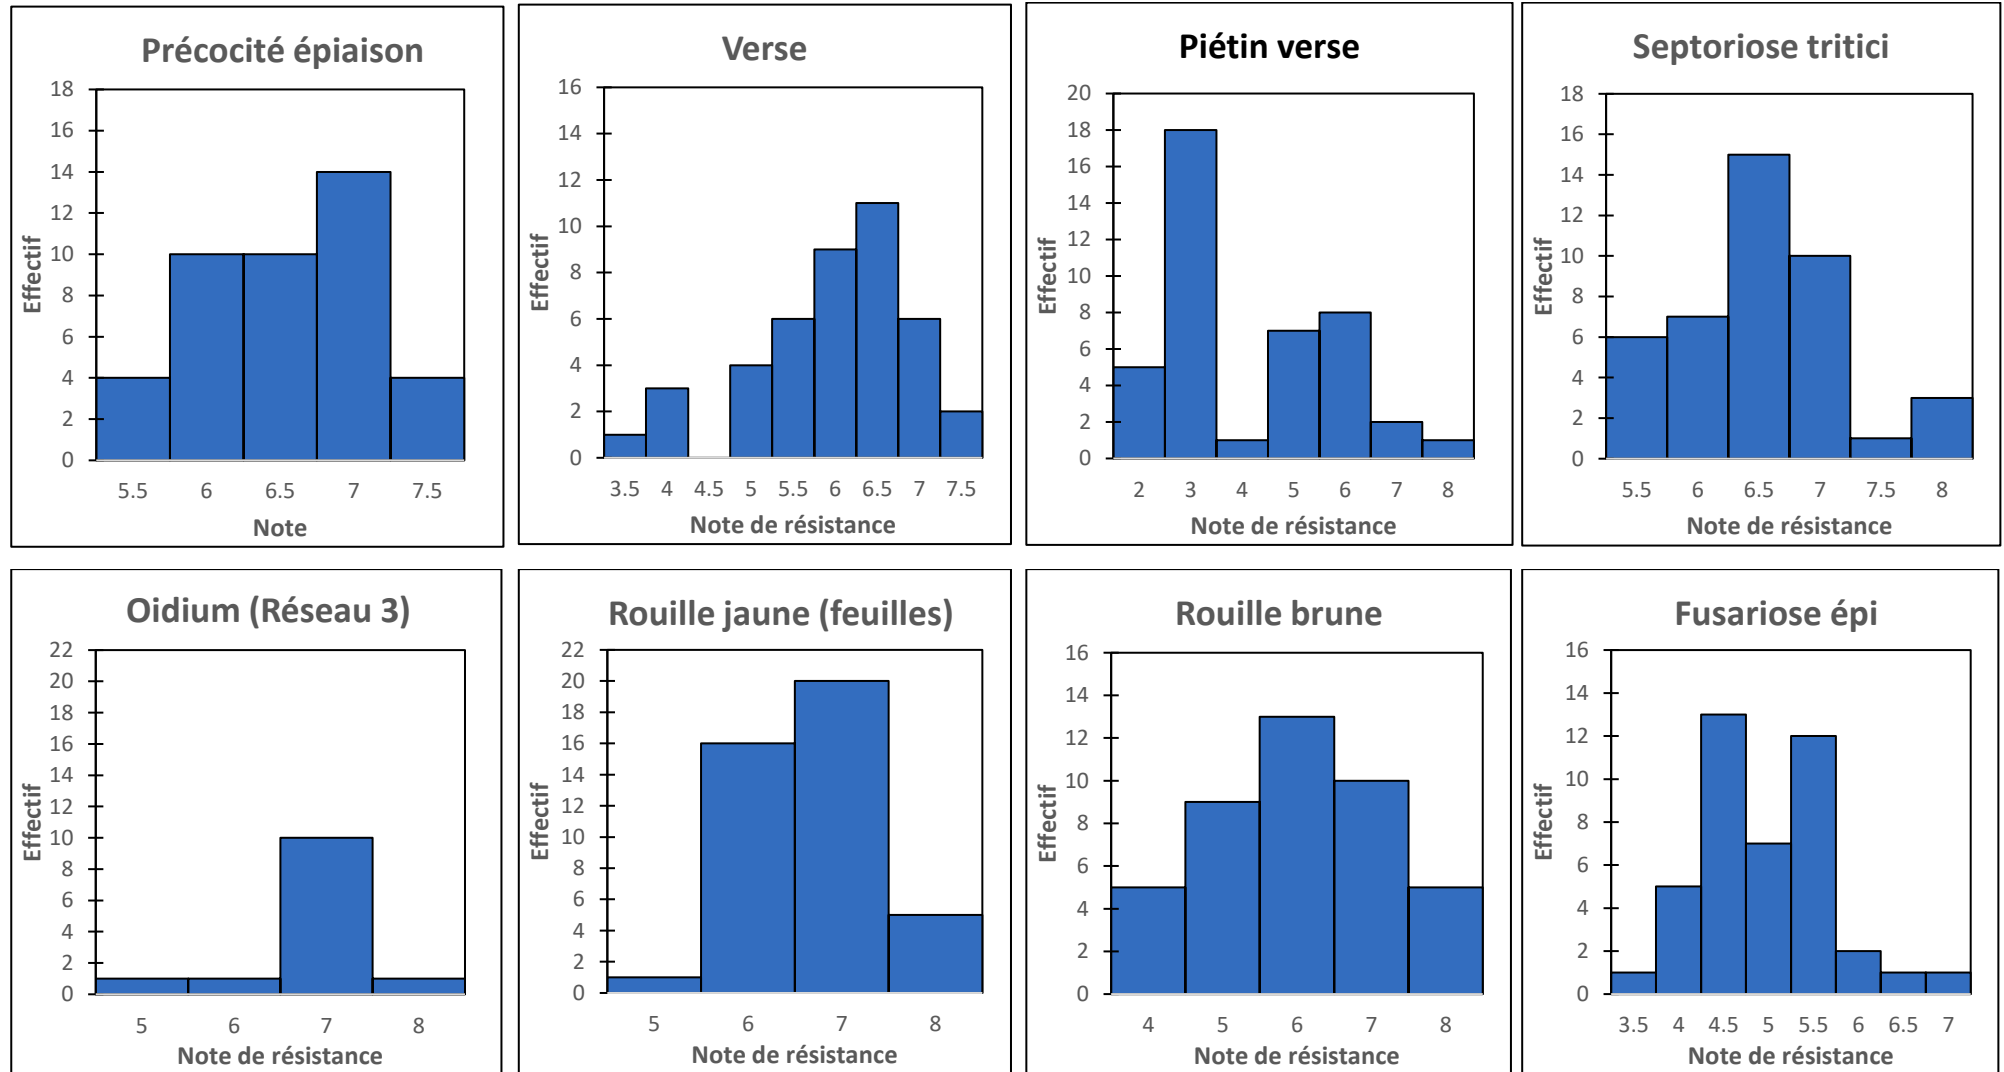 Précocité épiaison
18
16
14
12
10
8
6
4
2
0
Effectif
5.5 6 6.5 7 7.5
Note
Verse
16
14
12
10
8
6
4
2
0
Effectif
3.5 4 4.5 5 5.5 6 6.5 7 7.5
Note de résistance
Piétin verse
20
18
16
14
12
10
8
6
4
2
0
Effectif
2 3 4 5 6 7 8
Note de résistance
Septoriose tritici
18
16
14
12
10
8
6
4
2
0
Effectif
5.5 6 6.5 7 7.5 8
Note de résistance
Oidium (Réseau 3)
22
20
18
16
14
12
10
8
6
4
2
0
Effectif
5 6 7 8
Note de résistance
Rouille jaune (feuilles)
22
20
18
16
14
12
10
8
6
4
2
0
Effectif
5 6 7 8
Note de résistance
Rouille brune
16
14
12
10
8
6
4
2
0
Effectif
4 5 6 7 8
Note de résistance
Fusariose épi
16
14
12
10
8
6
4
2
0
Effectif
3.5 4 4.5 5 5.5 6 6.5 7
Note de résistance